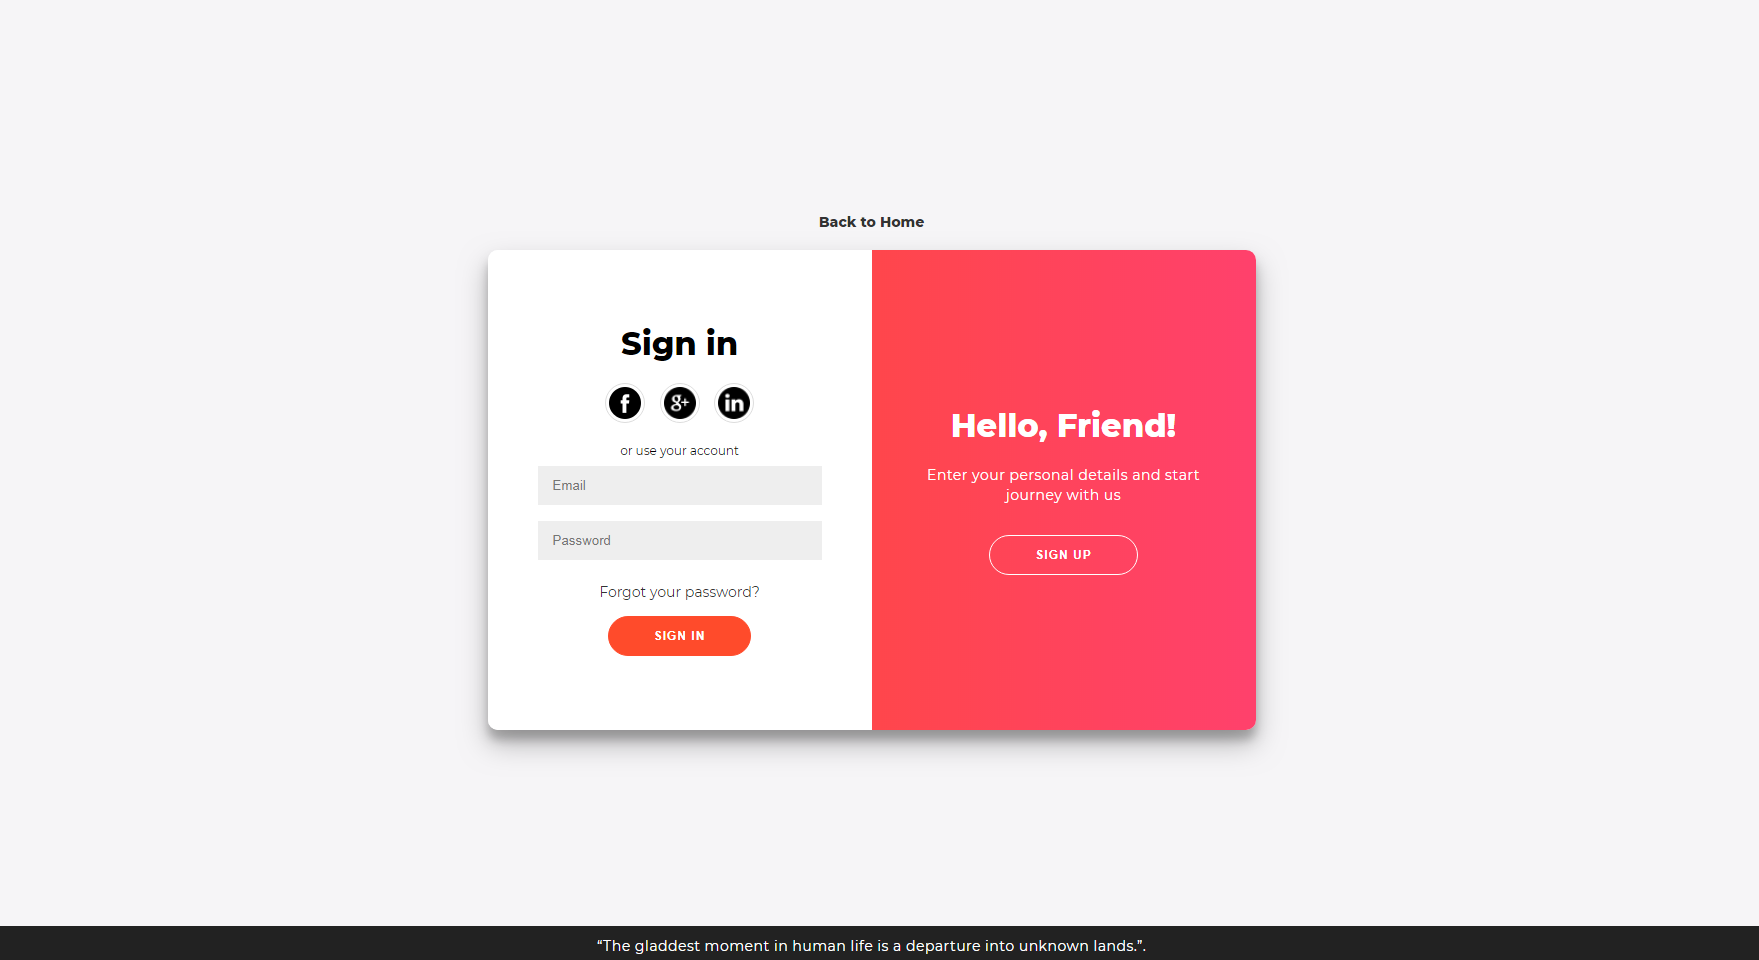 Back to Home
Sign in
f
g+
in
or use your account
Email
Password
Forgot your password?
SIGN IN
Hello, Friend!
Enter your personal details and start
journey with us
SIGN UP
“The gladdest moment in human life is a departure into unknown lands.”.